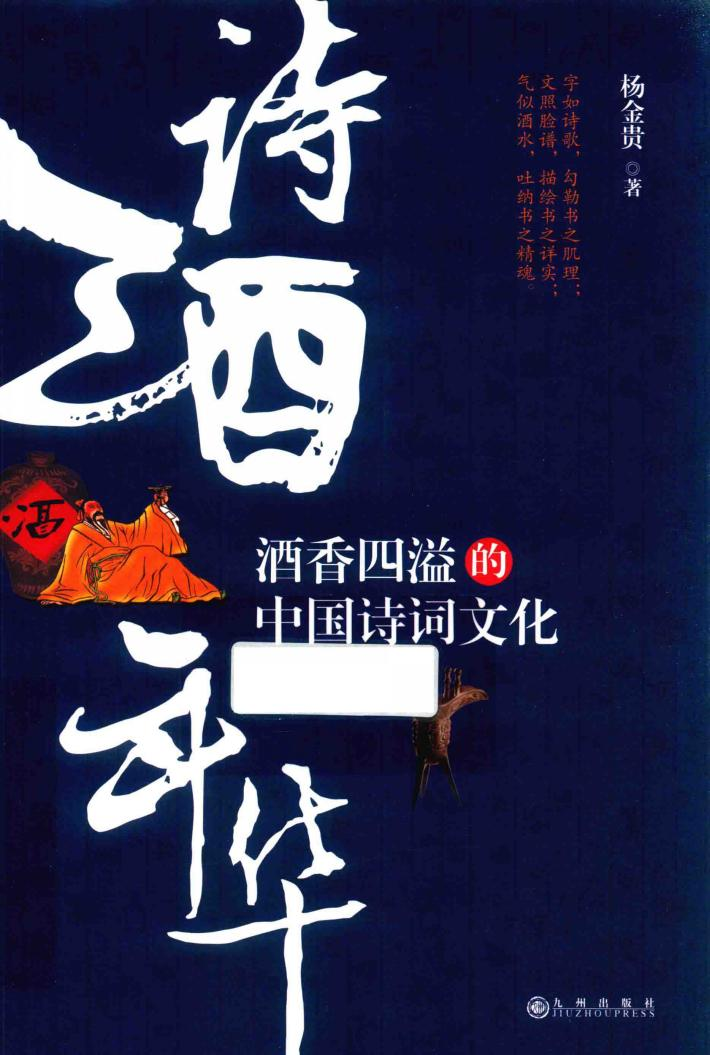 诗酒年华
杨金贵◎著
字如诗歌，勾勒书之肌理；
文照脸谱，描绘书之详实；
气似酒水，吐纳书之精魂。
酒
酒香四溢的
中国诗词文化
九州出版社
JIUZHOUPRESS